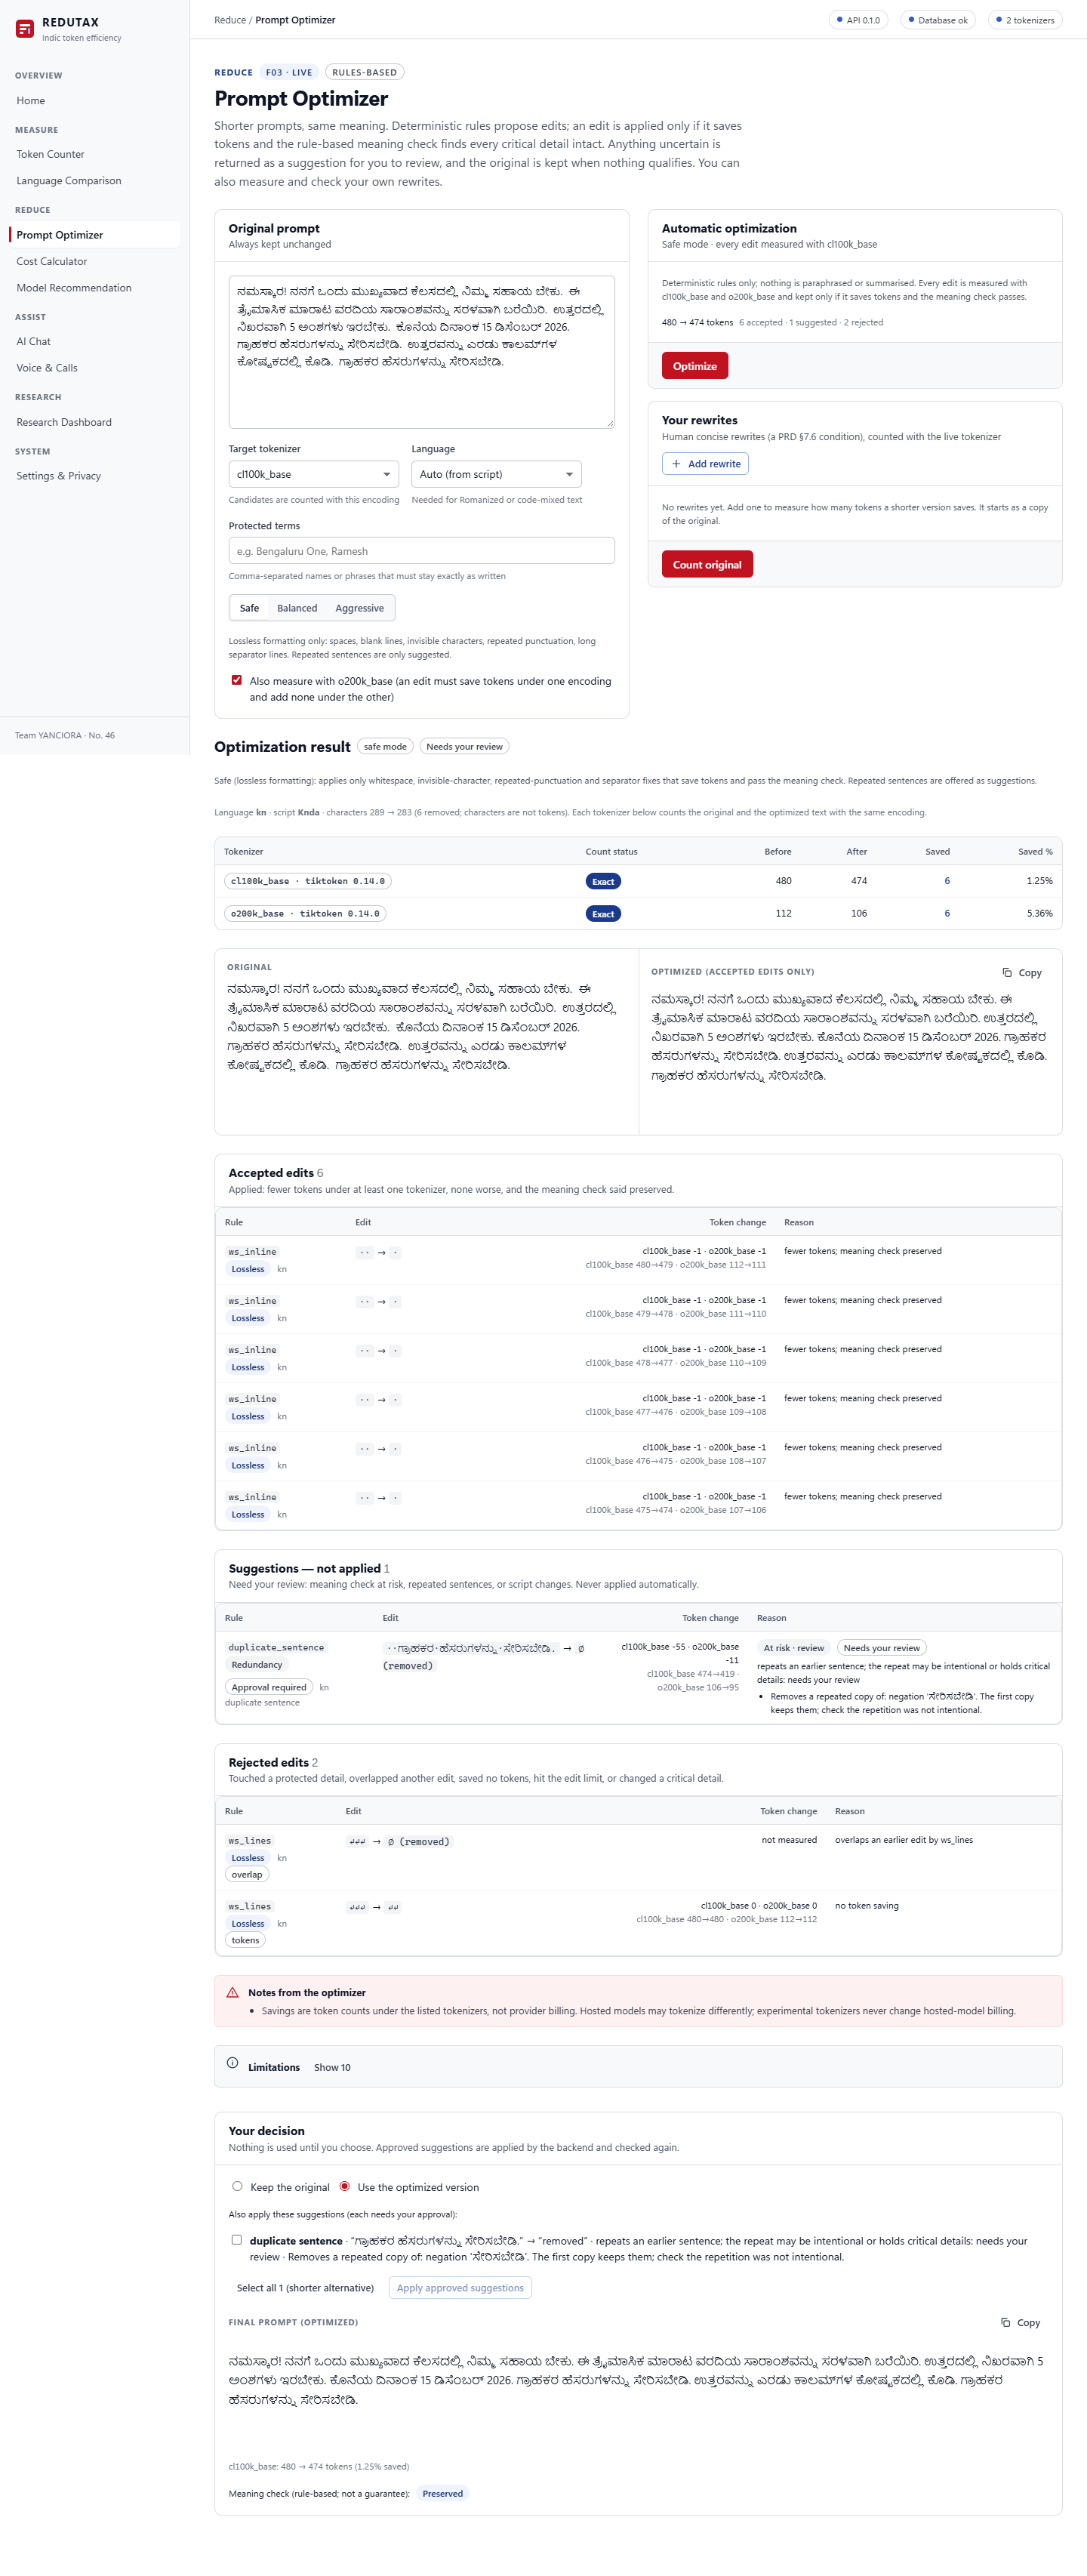 REDUTAX
Indic token efficiency
OVERVIEW
Home
MEASURE
Token Counter
Language Comparison
REDUCE
Prompt Optimizer
Cost Calculator
Model Recommendation
ASSIST
AI Chat
Voice & Calls
RESEARCH
Research Dashboard
SYSTEM
Settings & Privacy
Team YANCIORA · No. 46
Reduce / Prompt Optimizer
API 0.1.0
Database ok
2 tokenizers
REDUCE F03 · LIVE RULES-BASED
Prompt Optimizer
Shorter prompts, same meaning. Deterministic rules propose edits; an edit is applied only if it saves
tokens and the rule-based meaning check finds every critical detail intact. Anything uncertain is
returned as a suggestion for you to review, and the original is kept when nothing qualifies. You can
also measure and check your own rewrites.
Original prompt
Always kept unchanged
ನಮಸ್ಕಾರ! ನನಗೆ ಒಂದು ಮುಖ್ಯವಾದ ಕೆಲಸದಲ್ಲಿ ನಿಮ್ಮ ಸಹಾಯ ಬೇಕು. ಈ
ತ್ರೈಮಾಸಿಕ ಮಾರಾಟ ವರದಿಯ ಸಾರಾಂಶವನ್ನು ಸರಳವಾಗಿ ಬರೆಯಿರಿ. ಉತ್ತರದಲ್ಲಿ
ನಿಖರವಾಗಿ 5 ಅಂಶಗಳು ಇರಬೇಕು. ಕೊನೆಯ ದಿನಾಂಕ 15 ಡಿಸೆಂಬರ್ 2026.
ಗ್ರಾಹಕರ ಹೆಸರುಗಳನ್ನು ಸೇರಿಸಬೇಡಿ. ಉತ್ತರವನ್ನು ಎರಡು ಕಾಲಮ್‌ಗಳ
ಕೋಷ್ಟಕದಲ್ಲಿ ಕೊಡಿ. ಗ್ರಾಹಕರ ಹೆಸರುಗಳನ್ನು ಸೇರಿಸಬೇಡಿ.
Target tokenizer
cl100k_base
Candidates are counted with this encoding
Language
Auto (from script)
Needed for Romanized or code-mixed text
Protected terms
e.g. Bengaluru One, Ramesh
Comma-separated names or phrases that must stay exactly as written
Safe Balanced Aggressive
Lossless formatting only: spaces, blank lines, invisible characters, repeated punctuation, long
separator lines. Repeated sentences are only suggested.
Also measure with o200k_base (an edit must save tokens under one encoding
and add none under the other)
Automatic optimization
Safe mode · every edit measured with cl100k_base
Deterministic rules only; nothing is paraphrased or summarised. Every edit is measured with
cl100k_base and o200k_base and kept only if it saves tokens and the meaning check passes.
480 → 474 tokens 6 accepted · 1 suggested · 2 rejected
Optimize
Your rewrites
Human concise rewrites (a PRD §7.6 condition), counted with the live tokenizer
+ Add rewrite
No rewrites yet. Add one to measure how many tokens a shorter version saves. It starts as a copy
of the original.
Count original
Optimization result safe mode Needs your review
Safe (lossless formatting): applies only whitespace, invisible-character, repeated-punctuation and separator fixes that save tokens and pass the meaning check. Repeated sentences are offered as suggestions.
Language kn · script Knda · characters 289 → 283 (6 removed; characters are not tokens). Each tokenizer below counts the original and the optimized text with the same encoding.
Tokenizer Count status Before After Saved Saved %
cl100k_base · tiktoken 0.14.0 Exact 480 474 6 1.25%
o200k_base · tiktoken 0.14.0 Exact 112 106 6 5.36%
ORIGINAL
ನಮಸ್ಕಾರ! ನನಗೆ ಒಂದು ಮುಖ್ಯವಾದ ಕೆಲಸದಲ್ಲಿ ನಿಮ್ಮ ಸಹಾಯ ಬೇಕು. ಈ
ತ್ರೈಮಾಸಿಕ ಮಾರಾಟ ವರದಿಯ ಸಾರಾಂಶವನ್ನು ಸರಳವಾಗಿ ಬರೆಯಿರಿ. ಉತ್ತರದಲ್ಲಿ
ನಿಖರವಾಗಿ 5 ಅಂಶಗಳು ಇರಬೇಕು. ಕೊನೆಯ ದಿನಾಂಕ 15 ಡಿಸೆಂಬರ್ 2026.
ಗ್ರಾಹಕರ ಹೆಸರುಗಳನ್ನು ಸೇರಿಸಬೇಡಿ. ಉತ್ತರವನ್ನು ಎರಡು ಕಾಲಮ್‌ಗಳ
ಕೋಷ್ಟಕದಲ್ಲಿ ಕೊಡಿ. ಗ್ರಾಹಕರ ಹೆಸರುಗಳನ್ನು ಸೇರಿಸಬೇಡಿ.
OPTIMIZED (ACCEPTED EDITS ONLY)
Copy
ನಮಸ್ಕಾರ! ನನಗೆ ಒಂದು ಮುಖ್ಯವಾದ ಕೆಲಸದಲ್ಲಿ ನಿಮ್ಮ ಸಹಾಯ ಬೇಕು. ಈ
ತ್ರೈಮಾಸಿಕ ಮಾರಾಟ ವರದಿಯ ಸಾರಾಂಶವನ್ನು ಸರಳವಾಗಿ ಬರೆಯಿರಿ. ಉತ್ತರದಲ್ಲಿ
ನಿಖರವಾಗಿ 5 ಅಂಶಗಳು ಇರಬೇಕು. ಕೊನೆಯ ದಿನಾಂಕ 15 ಡಿಸೆಂಬರ್ 2026. ಗ್ರಾಹಕರ
ಹೆಸರುಗಳನ್ನು ಸೇರಿಸಬೇಡಿ. ಉತ್ತರವನ್ನು ಎರಡು ಕಾಲಮ್‌ಗಳ ಕೋಷ್ಟಕದಲ್ಲಿ ಕೊಡಿ.
ಗ್ರಾಹಕರ ಹೆಸರುಗಳನ್ನು ಸೇರಿಸಬೇಡಿ.
Accepted edits 6
Applied: fewer tokens under at least one tokenizer, none worse, and the meaning check said preserved.
Rule Edit Token change Reason
ws_inline ·· → · cl100k_base -1 · o200k_base -1 fewer tokens; meaning check preserved
Lossless kn cl100k_base 480→479 · o200k_base 112→111
ws_inline ·· → · cl100k_base -1 · o200k_base -1 fewer tokens; meaning check preserved
Lossless kn cl100k_base 479→478 · o200k_base 111→110
ws_inline ·· → · cl100k_base -1 · o200k_base -1 fewer tokens; meaning check preserved
Lossless kn cl100k_base 478→477 · o200k_base 110→109
ws_inline ·· → · cl100k_base -1 · o200k_base -1 fewer tokens; meaning check preserved
Lossless kn cl100k_base 477→476 · o200k_base 109→108
ws_inline ·· → · cl100k_base -1 · o200k_base -1 fewer tokens; meaning check preserved
Lossless kn cl100k_base 476→475 · o200k_base 108→107
ws_inline ·· → · cl100k_base -1 · o200k_base -1 fewer tokens; meaning check preserved
Lossless kn cl100k_base 475→474 · o200k_base 107→106
Suggestions — not applied 1
Need your review: meaning check at risk, repeated sentences, or script changes. Never applied automatically.
Rule Edit Token change Reason
duplicate_sentence
Redundancy
Approval required kn
duplicate sentence
··ಗ್ರಾಹಕರ·ಹೆಸರುಗಳನ್ನು·ಸೇರಿಸಬೇಡಿ. → ∅
(removed)
cl100k_base -55 · o200k_base
-11
cl100k_base 474→419 ·
o200k_base 106→95
At risk · review Needs your review
repeats an earlier sentence; the repeat may be intentional or holds critical
details: needs your review
• Removes a repeated copy of: negation 'ಸೇರಿಸಬೇಡಿ'. The first copy
keeps them; check the repetition was not intentional.
Rejected edits 2
Touched a protected detail, overlapped another edit, saved no tokens, hit the edit limit, or changed a critical detail.
Rule Edit Token change Reason
ws_lines ↲↲↲ → ∅ (removed) not measured overlaps an earlier edit by ws_lines
Lossless kn
overlap
ws_lines ↲↲↲ → ↲↲ cl100k_base 0 · o200k_base 0 no token saving
Lossless kn cl100k_base 480→480 · o200k_base 112→112
tokens
Notes from the optimizer
• Savings are token counts under the listed tokenizers, not provider billing. Hosted models may tokenize differently; experimental tokenizers never change hosted-model billing.
Limitations Show 10
Your decision
Nothing is used until you choose. Approved suggestions are applied by the backend and checked again.
Keep the original Use the optimized version
Also apply these suggestions (each needs your approval):
duplicate sentence · “ಗ್ರಾಹಕರ ಹೆಸರುಗಳನ್ನು ಸೇರಿಸಬೇಡಿ.” → “removed” · repeats an earlier sentence; the repeat may be intentional or holds critical details: needs your
review · Removes a repeated copy of: negation 'ಸೇರಿಸಬೇಡಿ'. The first copy keeps them; check the repetition was not intentional.
Select all 1 (shorter alternative) Apply approved suggestions
FINAL PROMPT (OPTIMIZED)
Copy
ನಮಸ್ಕಾರ! ನನಗೆ ಒಂದು ಮುಖ್ಯವಾದ ಕೆಲಸದಲ್ಲಿ ನಿಮ್ಮ ಸಹಾಯ ಬೇಕು. ಈ ತ್ರೈಮಾಸಿಕ ಮಾರಾಟ ವರದಿಯ ಸಾರಾಂಶವನ್ನು ಸರಳವಾಗಿ ಬರೆಯಿರಿ. ಉತ್ತರದಲ್ಲಿ ನಿಖರವಾಗಿ 5
ಅಂಶಗಳು ಇರಬೇಕು. ಕೊನೆಯ ದಿನಾಂಕ 15 ಡಿಸೆಂಬರ್ 2026. ಗ್ರಾಹಕರ ಹೆಸರುಗಳನ್ನು ಸೇರಿಸಬೇಡಿ. ಉತ್ತರವನ್ನು ಎರಡು ಕಾಲಮ್‌ಗಳ ಕೋಷ್ಟಕದಲ್ಲಿ ಕೊಡಿ. ಗ್ರಾಹಕರ
ಹೆಸರುಗಳನ್ನು ಸೇರಿಸಬೇಡಿ.
cl100k_base: 480 → 474 tokens (1.25% saved)
Meaning check (rule-based; not a guarantee): Preserved